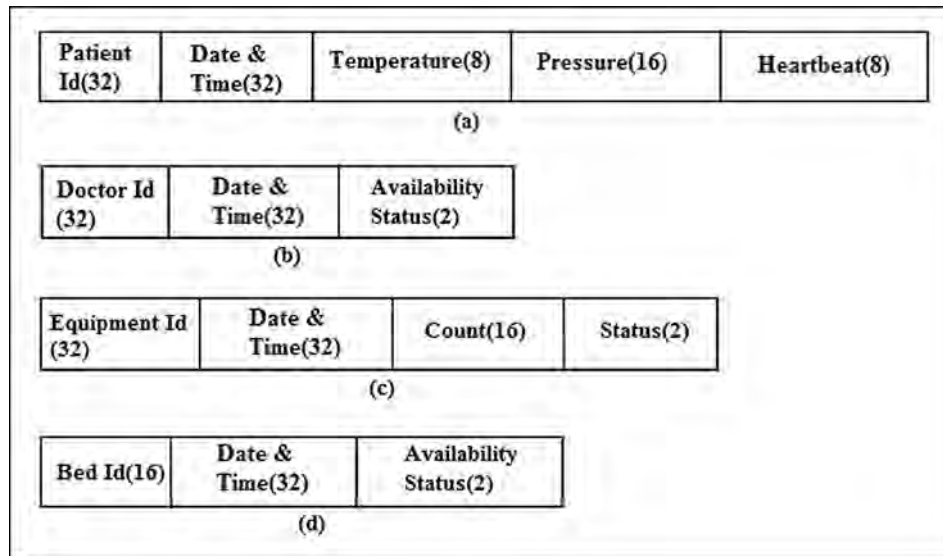 Patient
Id(32)
Date &
Time(32)
Temperature(8)
Pressure(16)
Heartbeat(8)
(a)
Doctor Id
(32)
Date &
Time(32)
Availability
Status(2)
(b)
Equipment Id
(32)
Date &
Time(32)
Count(16)
Status(2)
(c)
Bed Id(16)
Date &
Time(32)
Availability
Status(2)
(d)